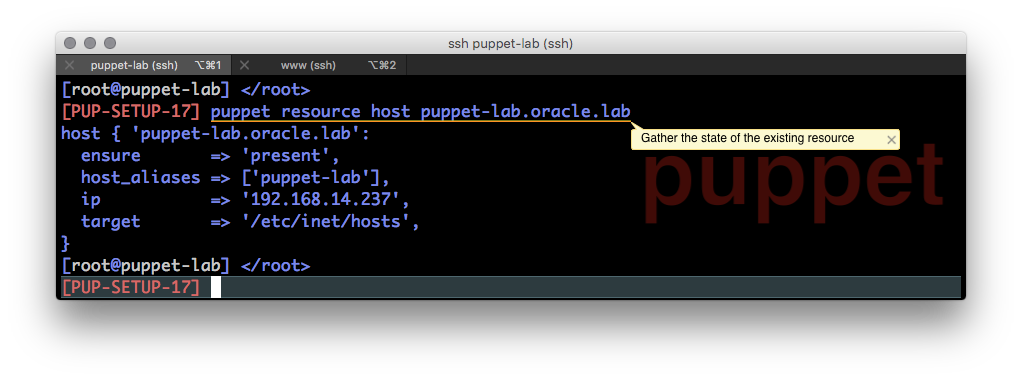 ssh puppet-lab (ssh)
puppet-lab (ssh) ⌥⌘1 www (ssh) ⌥⌘2
[root@puppet-lab] </root>
[PUP-SETUP-17] puppet resource host puppet-lab.oracle.lab
Gather the state of the existing resource
host { 'puppet-lab.oracle.lab':
  ensure       => 'present',
  host_aliases => ['puppet-lab'],
  ip           => '192.168.14.237',
  target       => '/etc/inet/hosts',
}
puppet
[root@puppet-lab] </root>
[PUP-SETUP-17]